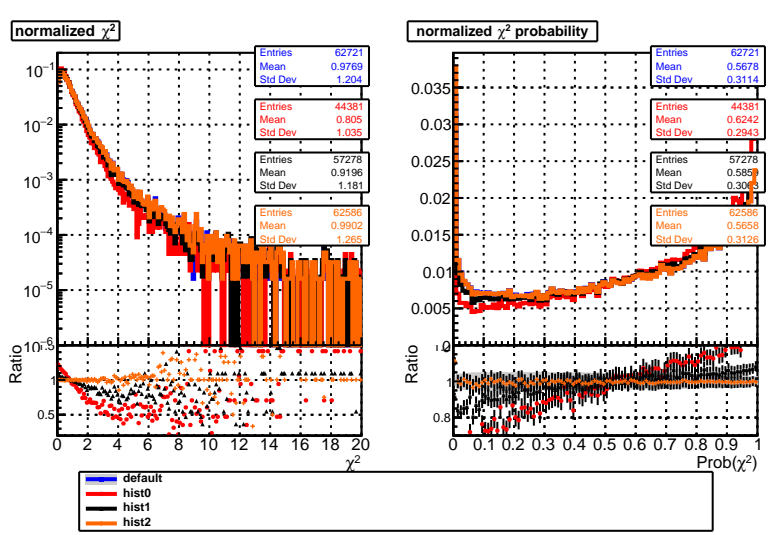 normalized χ²
Entries 62721
Mean 0.9769
Std Dev 1.204
Entries 44381
Mean 0.805
Std Dev 1.035
Entries 57278
Mean 0.9196
Std Dev 1.181
Entries 62586
Mean 0.9902
Std Dev 1.265
10⁻¹
10⁻²
10⁻³
10⁻⁴
10⁻⁵
Ratio
1
0.5
0 2 4 6 8 10 12 14 16 18 20
χ²
normalized χ² probability
Entries 62721
Mean 0.5678
Std Dev 0.3114
Entries 44381
Mean 0.6242
Std Dev 0.2943
Entries 57278
Mean
Std Dev
Entries 62586
Mean 0.5658
Std Dev 0.3126
0.035
0.03
0.025
0.02
0.015
0.01
0.005
Ratio
1
0.8
0 0.1 0.2 0.3 0.4 0.5 0.6 0.7 0.8 0.9 1
Prob(χ²)
default
hist0
hist1
hist2